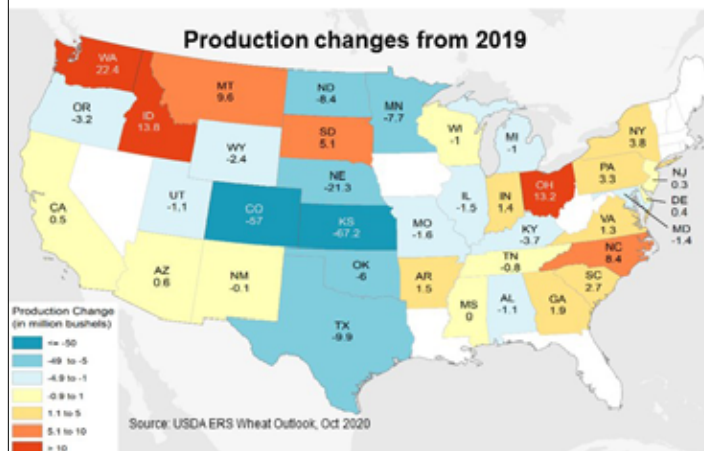 Production changes from 2019
WA
22.4
MT
9.6
ND
-8.4
MN
-7.7
OR
-3.2
ID
13.8
SD
5.1
WI
-1
MI
-1
NY
3.8
WY
-2.4
NE
-21.3
PA
3.3
NJ
0.3
UT
-1.1
CO
-57
KS
-67.2
IL
-1.5
IN
1.4
OH
13.2
DE
0.4
CA
0.5
MO
-1.6
KY
-3.7
VA
1.3
MD
-1.4
AZ
0.6
NM
-0.1
OK
-6
AR
1.5
TN
-0.8
NC
8.4
SC
2.7
TX
-9.9
MS
0
AL
-1.1
GA
1.9
Production Change
(in million bushels)
<= -50
-49 to -5
-4.9 to -1
-0.9 to 1
1.1 to 5
5.1 to 10
> 10
Source: USDA ERS Wheat Outlook, Oct 2020